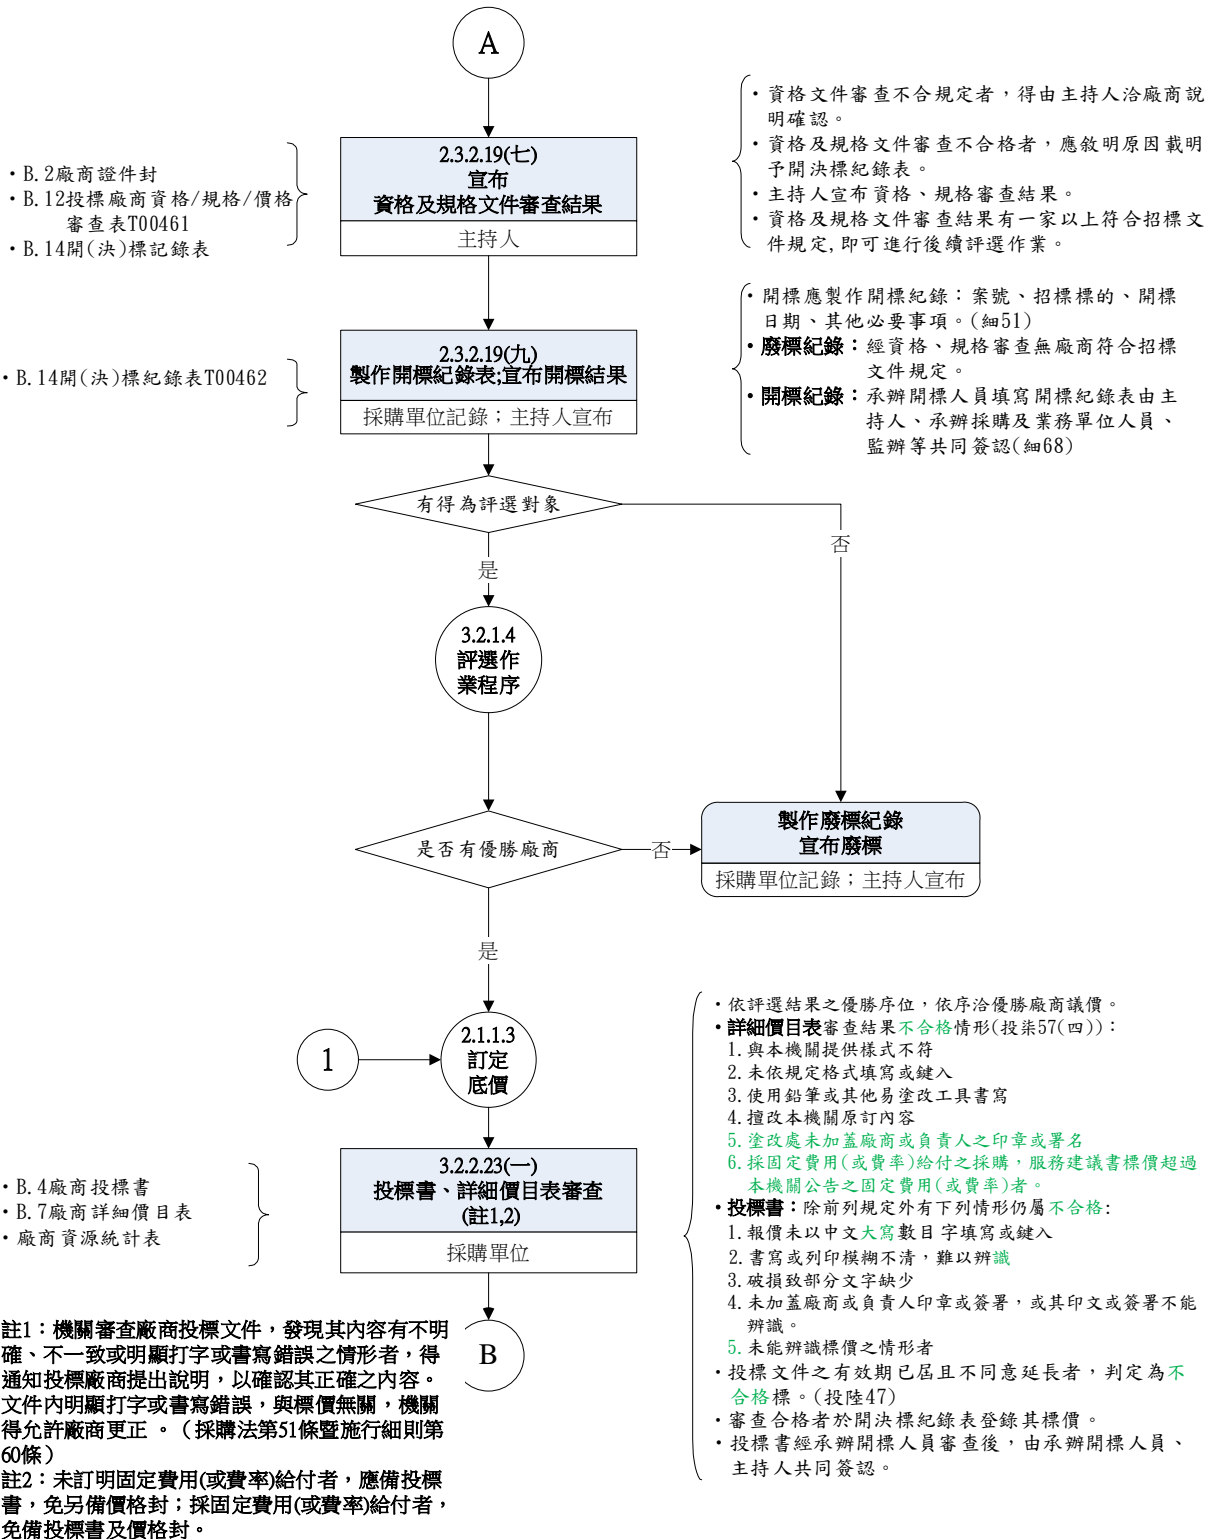 A
・B.2廠商證件封
・B.12投標廠商資格/規格/價格
審查表T00461
・B.14開(決)標記錄表
2.3.2.19(七)
宣布
資格及規格文件審查結果
主持人
・資格文件審查不合規定者，得由主持人洽廠商說
明確認。
・資格及規格文件審查不合格者，應敘明原因載明
予開決標紀錄表。
・主持人宣布資格、規格審查結果。
・資格及規格文件審查結果有一家以上符合招標文
件規定,即可進行後續評選作業。
・B.14開(決)標紀錄表T00462
2.3.2.19(九)
製作開標紀錄表;宣布開標結果
採購單位記錄；主持人宣布
・開標應製作開標紀錄：案號、招標標的、開標
日期、其他必要事項。(細51)
・廢標紀錄：經資格、規格審查無廠商符合招標
文件規定。
・開標紀錄：承辦開標人員填寫開標紀錄表由主
持人、承辦採購及業務單位人員、
監辦等共同簽認(細68)
有得為評選對象
否
是
3.2.1.4
評選作
業程序
是否有優勝廠商
否
製作廢標紀錄
宣布廢標
採購單位記錄；主持人宣布
是
1
2.1.1.3
訂定
底價
・B.4廠商投標書
・B.7廠商詳細價目表
・廠商資源統計表
3.2.2.23(一)
投標書、詳細價目表審查
(註1,2)
採購單位
・依評選結果之優勝序位，依序洽優勝廠商議價。
・詳細價目表審查結果不合格情形(投柒57(四))：
1.與本機關提供樣式不符
2.未依規定格式填寫或鍵入
3.使用鉛筆或其他易塗改工具書寫
4.擅改本機關原訂內容
5.塗改處未加蓋廠商或負責人之印章或署名
6.採固定費用(或費率)給付之採購，服務建議書標價超過
本機關公告之固定費用(或費率)者。
・投標書：除前列規定外有下列情形仍屬不合格:
1.報價未以中文大寫數目字填寫或鍵入
2.書寫或列印模糊不清，難以辨識
3.破損致部分文字缺少
4.未加蓋廠商或負責人印章或簽署，或其印文或簽署不能
辨識。
5.未能辨識標價之情形者
・投標文件之有效期已屆且不同意延長者，判定為不
合格標。(投陸47)
・審查合格者於開決標紀錄表登錄其標價。
・投標書經承辦開標人員審查後，由承辦開標人員、
主持人共同簽認。
B
註1：機關審查廠商投標文件，發現其內容有不明
確、不一致或明顯打字或書寫錯誤之情形者，得
通知投標廠商提出說明，以確認其正確之內容。
文件內明顯打字或書寫錯誤，與標價無關，機關
得允許廠商更正 。（採購法第51條暨施行細則第
60條）
註2：未訂明固定費用(或費率)給付者，應備投標
書，免另備價格封；採固定費用(或費率)給付者，
免備投標書及價格封。